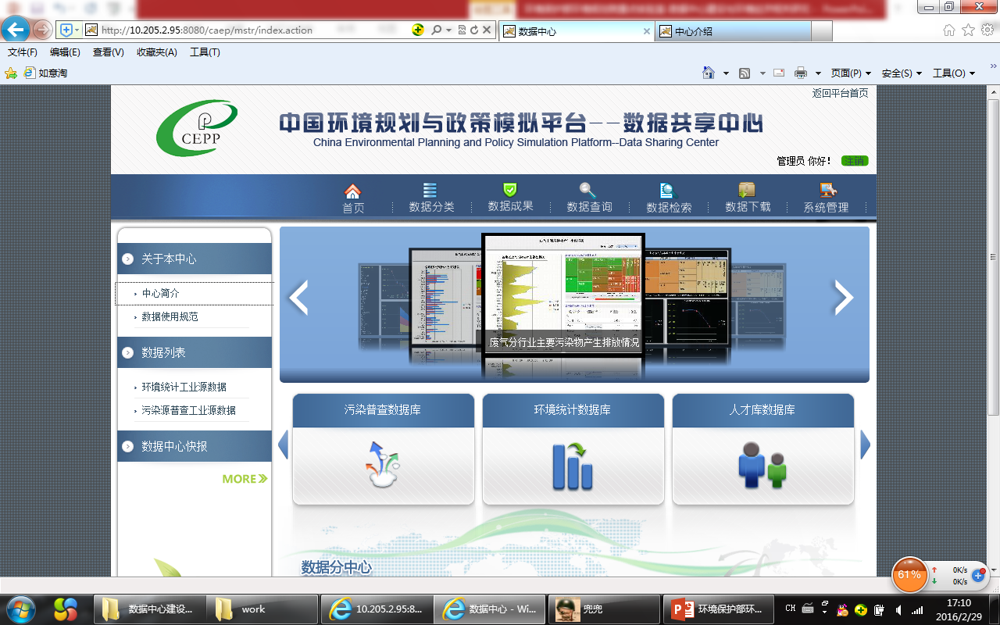 http://10.205.2.95:8080/caep/mstr/index.action
数据中心
中心介绍
文件(F) 编辑(E) 查看(V) 收藏夹(A) 工具(T)
如意淘
页面(P) 安全(S) 工具(O)
返回平台首页
CEPP
中国环境规划与政策模拟平台——数据共享中心
China Environmental Planning and Policy Simulation Platform--Data Sharing Center
管理员 你好! 注销
首页 数据分类 数据成果 数据查询 数据检索 数据下载 系统管理
关于本中心
中心简介
数据使用规范
数据列表
环境统计工业源数据
污染源普查工业源数据
数据中心快报
MORE
废气分行业主要污染物产生排放情况
污染普查数据库 环境统计数据库 人才库数据库
数据分中心
61%
0K/s
0K/s
数据中心建设...
work
10.205.2.95:8...
数据中心 - Wi...
兜兜
环境保护部环...
CH
17:10
2016/2/29